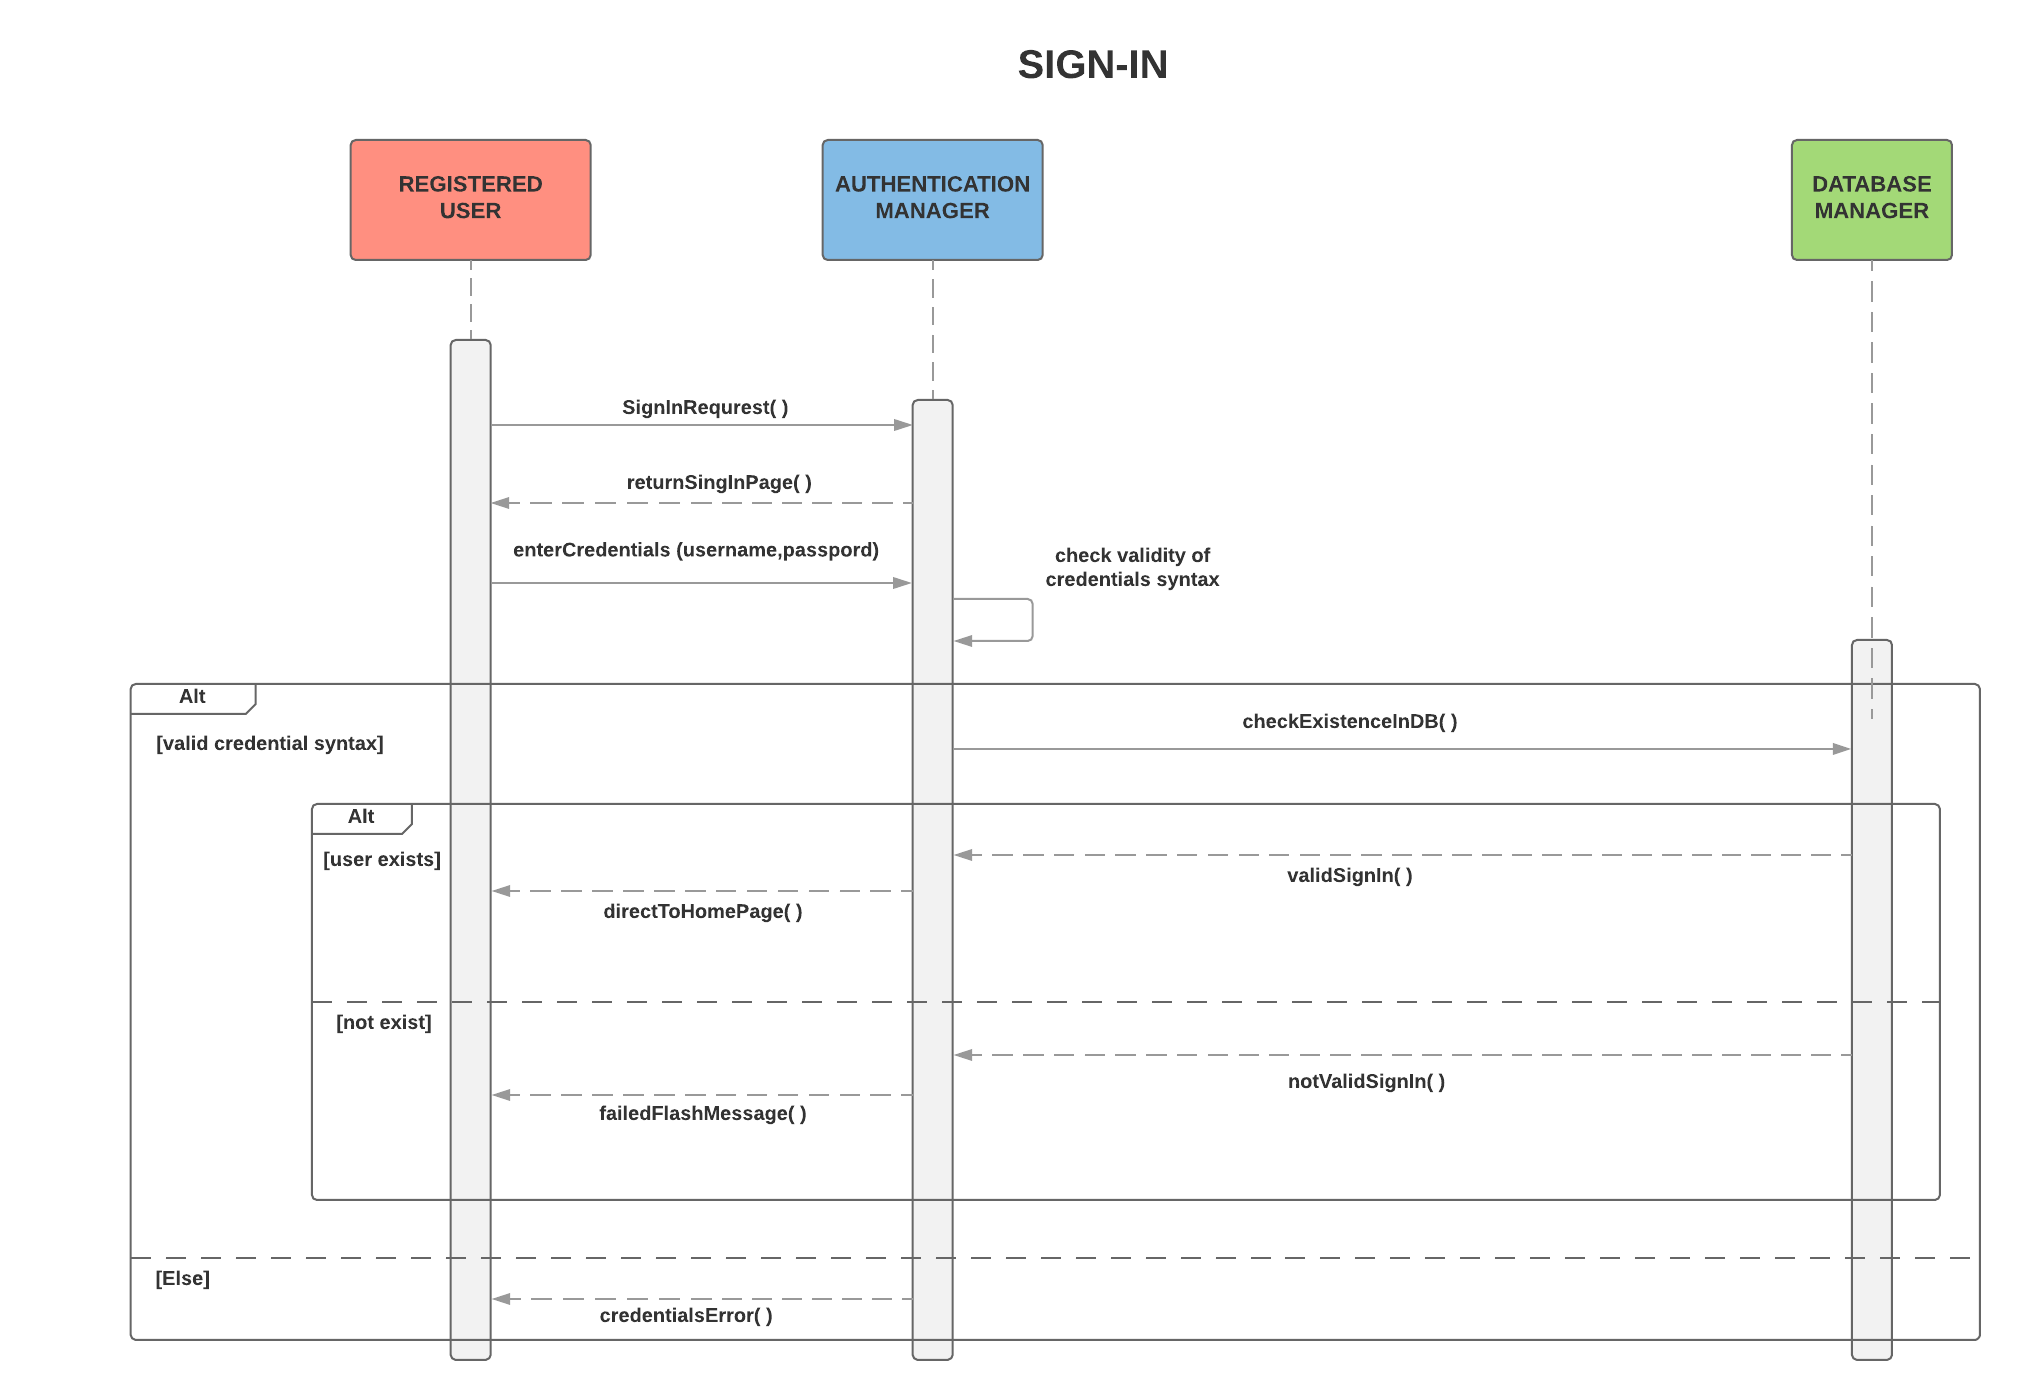 SIGN-IN
REGISTERED
USER
AUTHENTICATION
MANAGER
DATABASE
MANAGER
SignInRequrest( )
returnSingInPage( )
enterCredentials (username,passpord)
check validity of
credentials syntax
Alt
[valid credential syntax]
checkExistenceInDB( )
Alt
[user exists]
validSignIn( )
directToHomePage( )
[not exist]
notValidSignIn( )
failedFlashMessage( )
[Else]
credentialsError( )